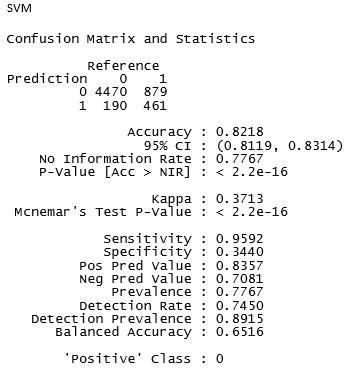 SVM
Confusion Matrix and Statistics
Reference
Prediction 0 1
0 4470 879
1 190 461
Accuracy : 0.8218
95% CI : (0.8119, 0.8314)
No Information Rate : 0.7767
P-Value [Acc > NIR] : < 2.2e-16
Kappa : 0.3713
Mcnemar's Test P-Value : < 2.2e-16
Sensitivity : 0.9592
Specificity : 0.3440
Pos Pred Value : 0.8357
Neg Pred Value : 0.7081
Prevalence : 0.7767
Detection Rate : 0.7450
Detection Prevalence : 0.8915
Balanced Accuracy : 0.6516
'Positive' Class : 0